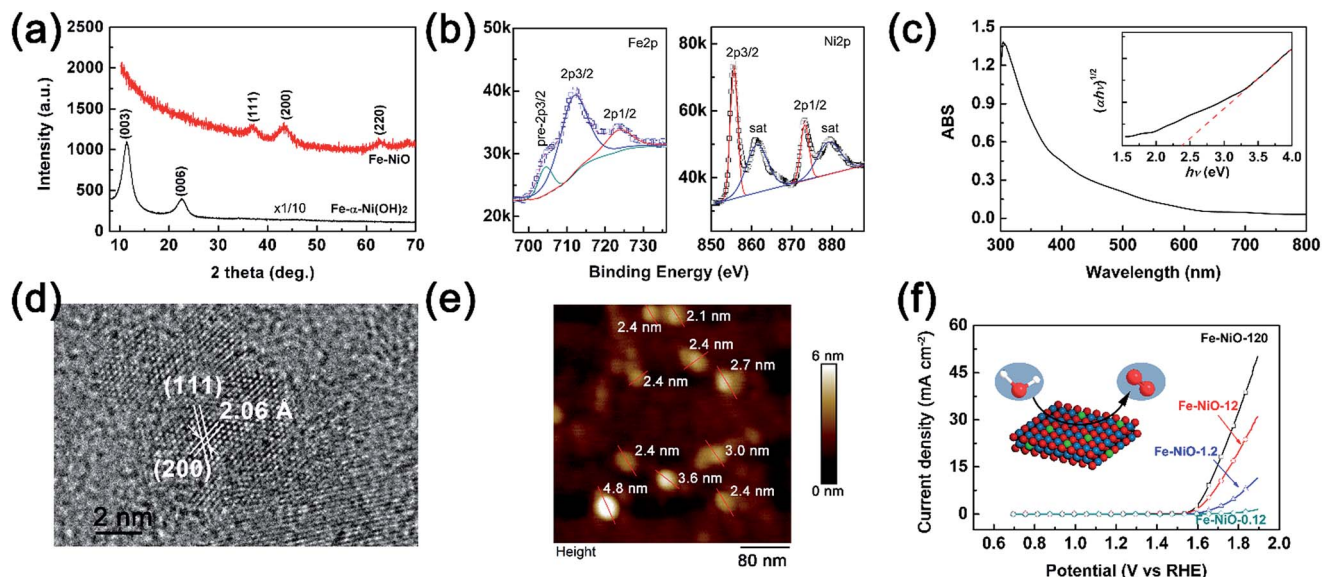 (a)
2500
2000
1500
1000
500
0
Intensity (a.u.)
(003)
(006)
(111)
(200)
(220)
Fe-NiO
x1/10
Fe-α-Ni(OH)2
10 20 30 40 50 60 70
2 theta (deg.)
(b)
50k
40k
30k
20k
Fe2p
pre-2p3/2
2p3/2
2p1/2
700 710 720 730
80k
60k
40k
Ni2p
2p3/2
sat
2p1/2
sat
850 860 870 880
Binding Energy (eV)
(c)
1.5
1.2
0.9
0.6
0.3
0.0
ABS
(αhν)1/2
1.5 2.0 2.5 3.0 3.5 4.0
hν (eV)
300 400 500 600 700 800
Wavelength (nm)
(d)
(111)
2.06 Å
(200)
2 nm
(e)
2.4 nm
2.1 nm
2.4 nm
2.4 nm
2.7 nm
2.4 nm
3.0 nm
3.6 nm
4.8 nm
2.4 nm
6 nm
0 nm
Height
80 nm
(f)
60
45
30
15
0
Current density (mA cm⁻²)
Fe-NiO-120
Fe-NiO-12
Fe-NiO-1.2
Fe-NiO-0.12
0.6 0.8 1.0 1.2 1.4 1.6 1.8 2.0
Potential (V vs RHE)